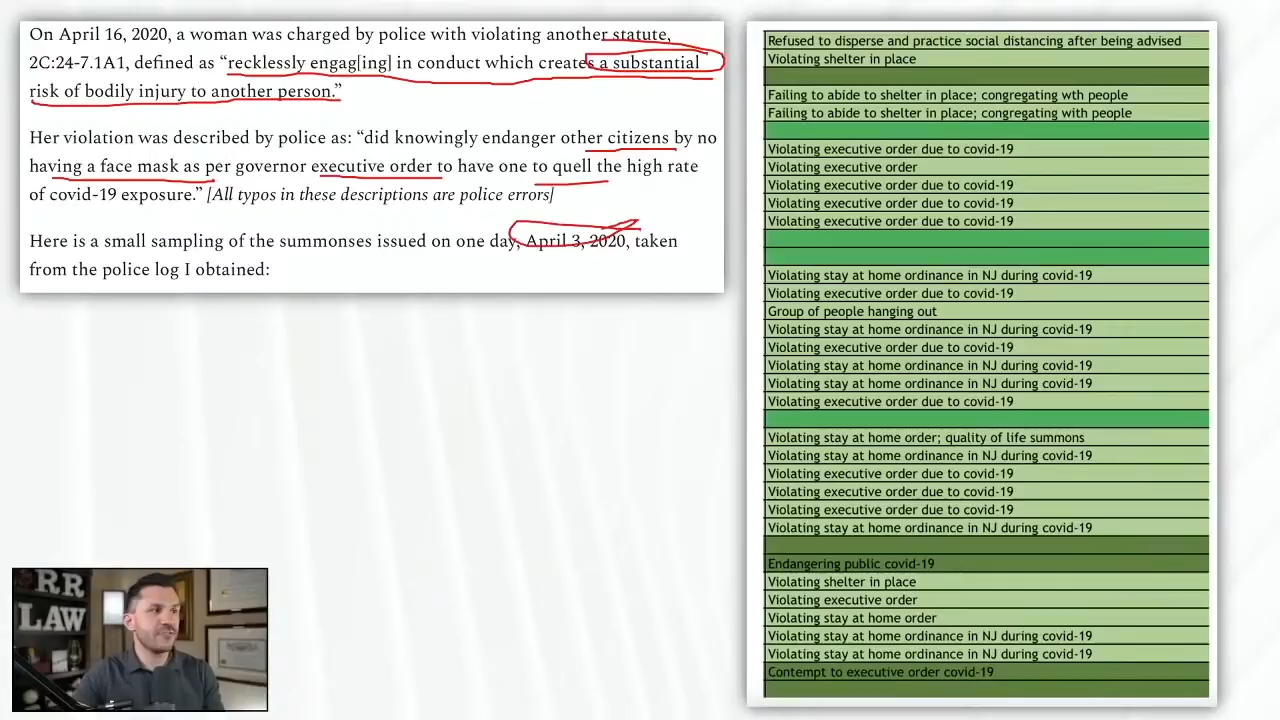 On April 16, 2020, a woman was charged by police with violating another statute,
2C:24-7.1A1, defined as “recklessly engag[ing] in conduct which creates a substantial
risk of bodily injury to another person.”
Her violation was described by police as: “did knowingly endanger other citizens by no
having a face mask as per governor executive order to have one to quell the high rate
of covid-19 exposure.” [All typos in these descriptions are police errors]
Here is a small sampling of the summonses issued on one day, April 3, 2020, taken
from the police log I obtained:
Refused to disperse and practice social distancing after being advised
Violating shelter in place
Failing to abide to shelter in place; congregating wth people
Failing to abide to shelter in place; congregating with people
Violating executive order due to covid-19
Violating executive order
Violating executive order due to covid-19
Violating executive order due to covid-19
Violating executive order due to covid-19
Violating stay at home ordinance in NJ during covid-19
Violating executive order due to covid-19
Group of people hanging out
Violating stay at home ordinance in NJ during covid-19
Violating executive order due to covid-19
Violating stay at home ordinance in NJ during covid-19
Violating stay at home ordinance in NJ during covid-19
Violating executive order due to covid-19
Violating stay at home order; quality of life summons
Violating stay at home ordinance in NJ during covid-19
Violating executive order due to covid-19
Violating executive order due to covid-19
Violating executive order due to covid-19
Violating stay at home ordinance in NJ during covid-19
Endangering public covid-19
Violating shelter in place
Violating executive order
Violating stay at home order
Violating stay at home ordinance in NJ during covid-19
Violating stay at home ordinance in NJ during covid-19
Contempt to executive order covid-19
RR
LAW